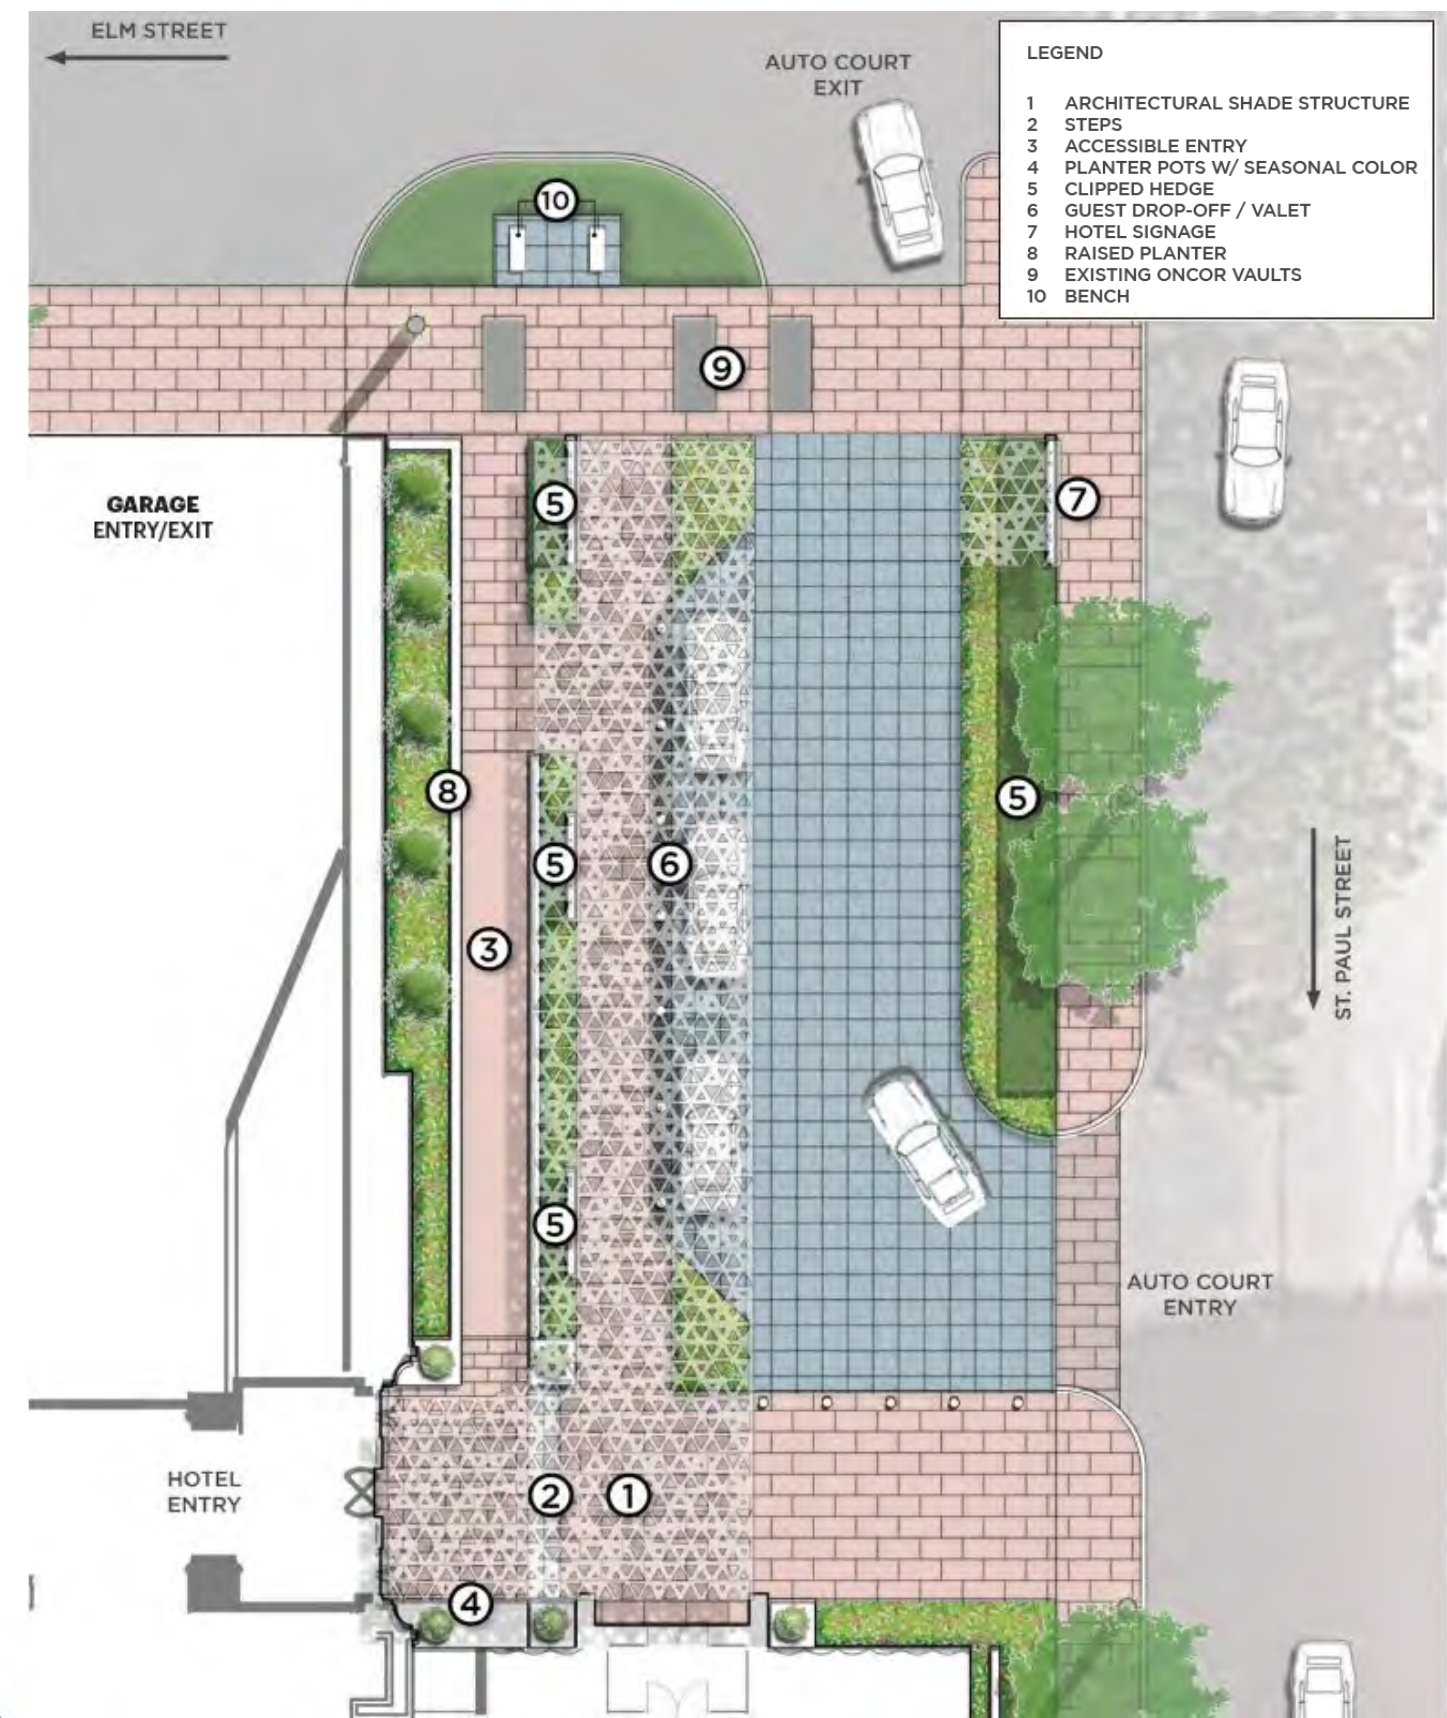 ELM STREET
AUTO COURT
EXIT
LEGEND
1 ARCHITECTURAL SHADE STRUCTURE
2 STEPS
3 ACCESSIBLE ENTRY
4 PLANTER POTS W/ SEASONAL COLOR
5 CLIPPED HEDGE
6 GUEST DROP-OFF / VALET
7 HOTEL SIGNAGE
8 RAISED PLANTER
9 EXISTING ONCOR VAULTS
10 BENCH
10
9
GARAGE
ENTRY/EXIT
5
7
8
5
5
6
3
ST. PAUL STREET
5
AUTO COURT
ENTRY
HOTEL
ENTRY
2
1
4